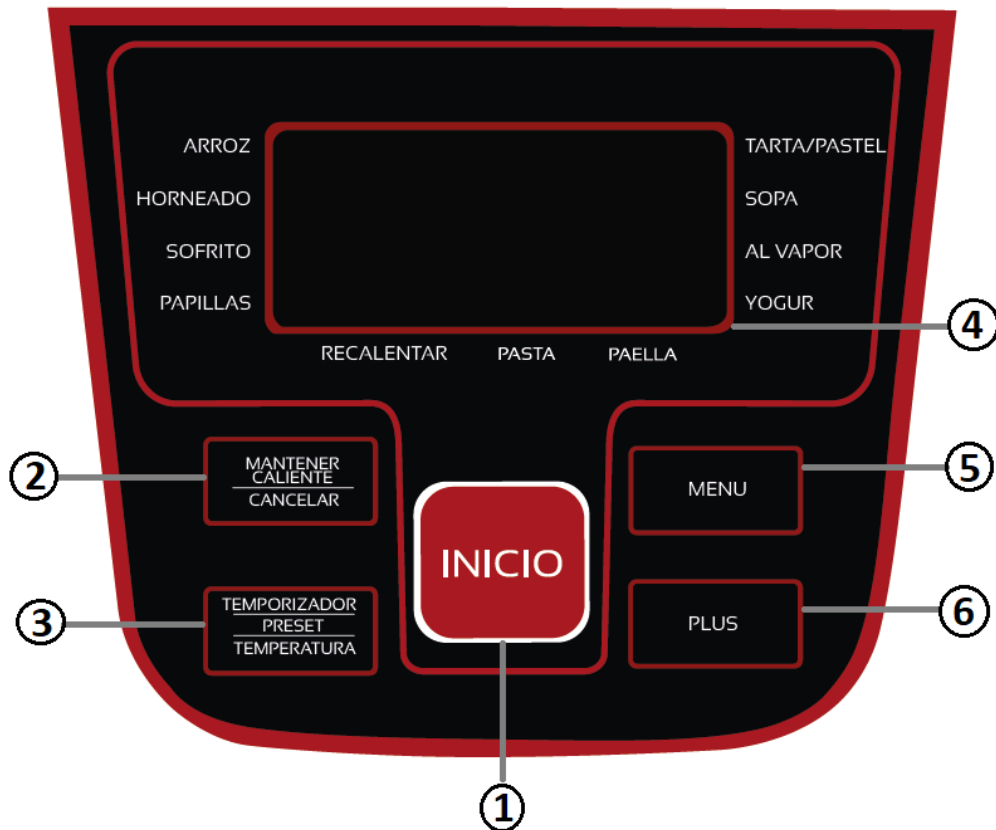 ARROZ
HORNEADO
SOFRITO
PAPILLAS
TARTA/PASTEL
SOPA
AL VAPOR
YOGUR
4
RECALENTAR PASTA PAELLA
2
MANTENER
CALIENTE
CANCELAR
INICIO
MENU
5
3
TEMPORIZADOR
PRESET
TEMPERATURA
PLUS
6
1